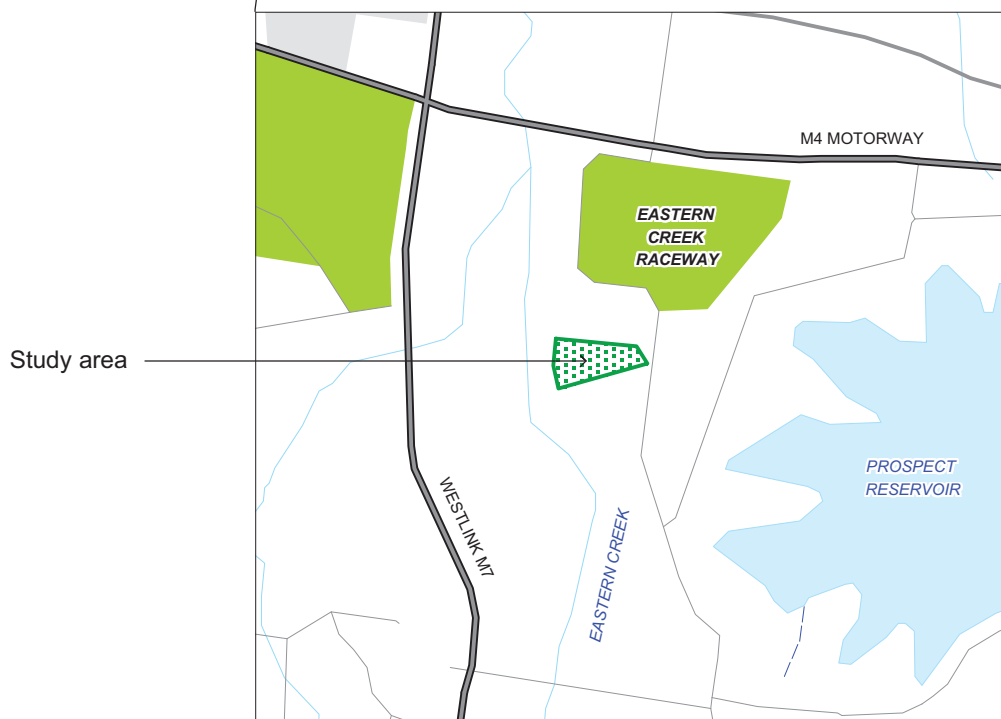 M4 MOTORWAY
EASTERN
CREEK
RACEWAY
Study area
PROSPECT
RESERVOIR
WESTLINK M7
EASTERN CREEK